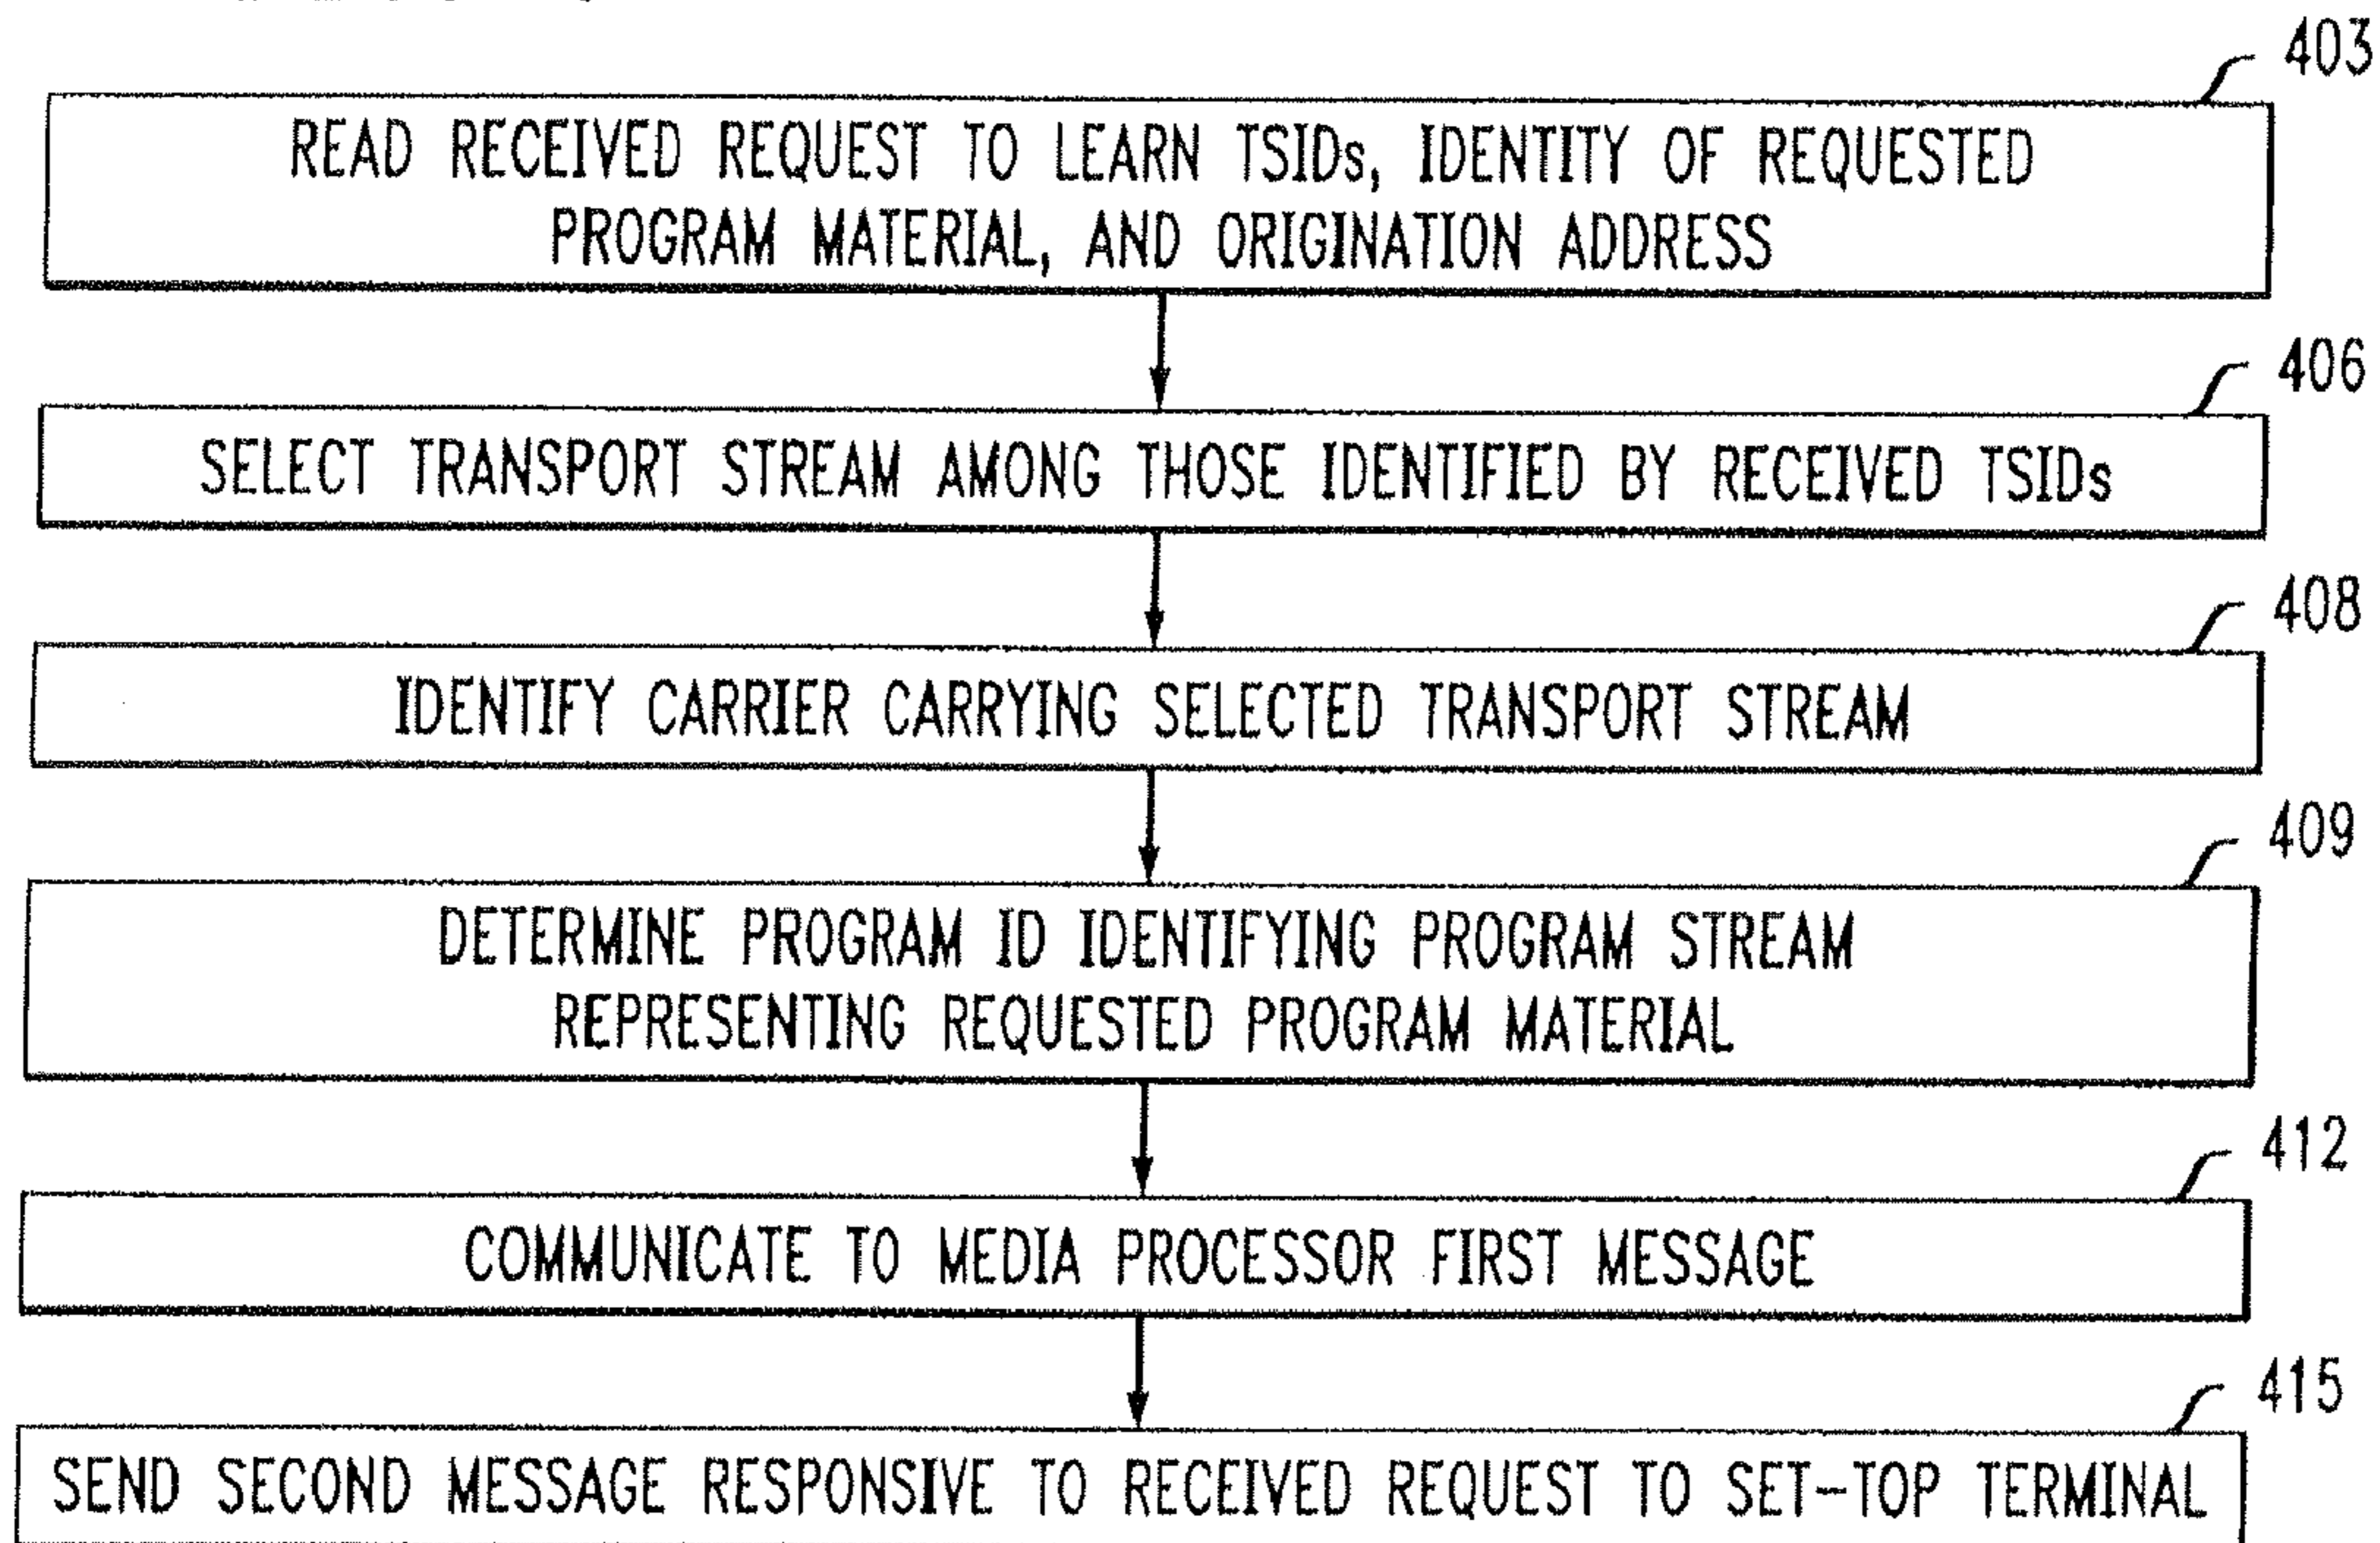 403
READ RECEIVED REQUEST TO LEARN TSIDs, IDENTITY OF REQUESTED
PROGRAM MATERIAL, AND ORIGINATION ADDRESS
406
SELECT TRANSPORT STREAM AMONG THOSE IDENTIFIED BY RECEIVED TSIDs
408
IDENTIFY CARRIER CARRYING SELECTED TRANSPORT STREAM
409
DETERMINE PROGRAM ID IDENTIFYING PROGRAM STREAM
REPRESENTING REQUESTED PROGRAM MATERIAL
412
COMMUNICATE TO MEDIA PROCESSOR FIRST MESSAGE
415
SEND SECOND MESSAGE RESPONSIVE TO RECEIVED REQUEST TO SET-TOP TERMINAL